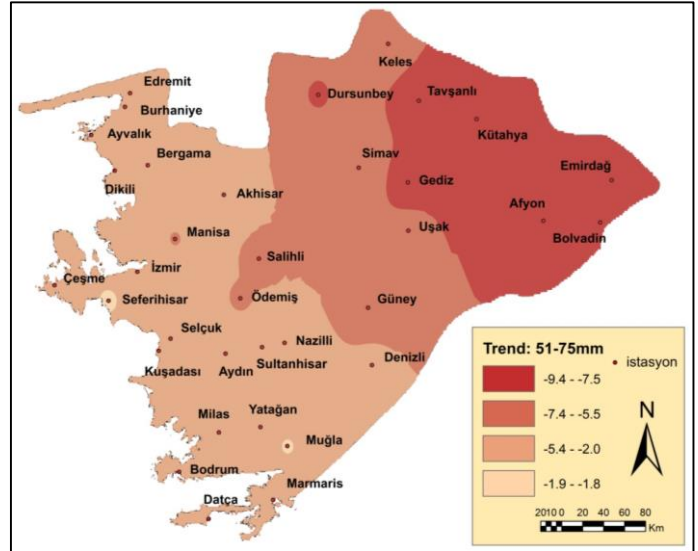 Keles
Edremit
Dursunbey
Tavşanlı
Burhaniye
Kütahya
Ayvalık
Bergama
Simav
Emirdağ
Dikili
Gediz
Akhisar
Afyon
Manisa
Uşak
Bolvadin
Salihli
İzmir
Çeşme
Seferihisar
Ödemiş
Güney
Selçuk
Nazilli
Kuşadası
Aydın
Sultanhisar
Denizli
Milas
Yatağan
Muğla
Bodrum
Marmaris
Datça
Trend: 51-75mm
istasyon
-9.4 - -7.5
-7.4 - -5.5
-5.4 - -2.0
-1.9 - -1.8
N
2010 0 20 40 60 80
Km